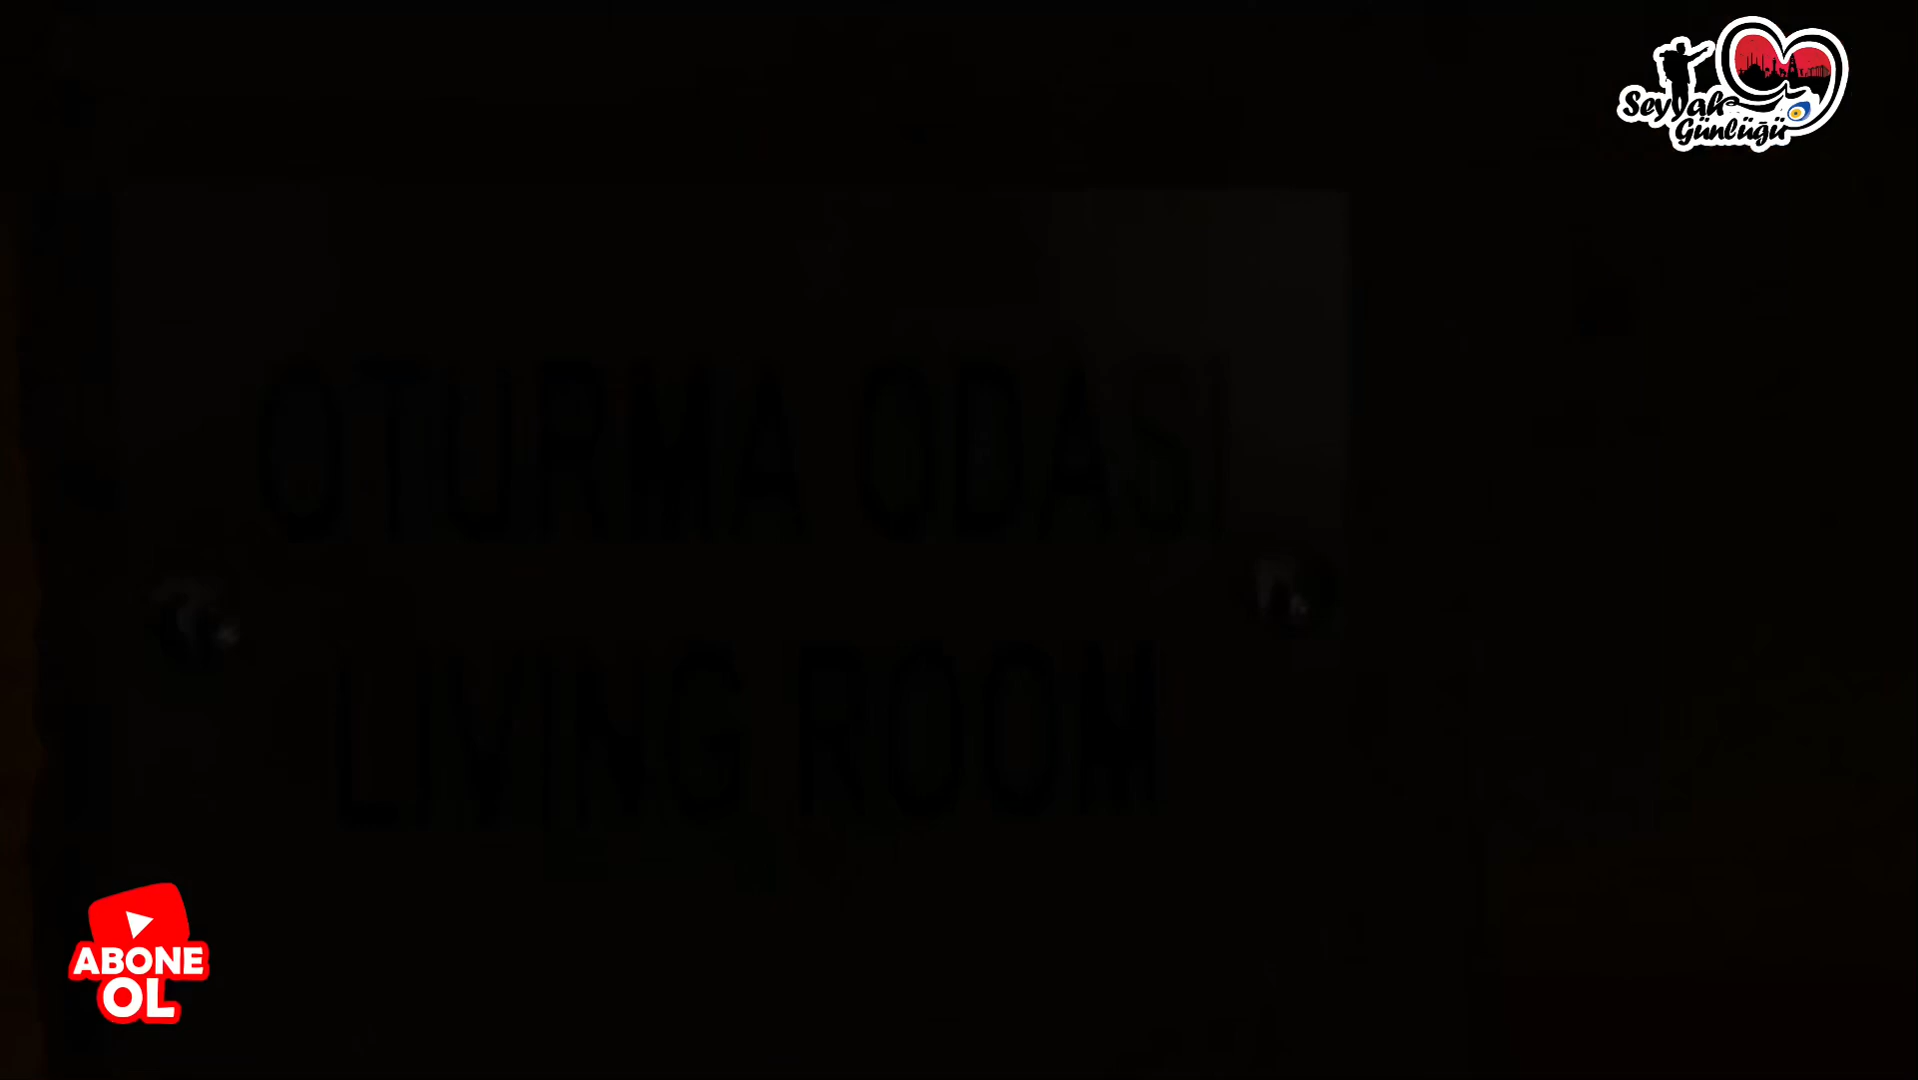 Seyyah
Günlüğü
OTURMA ODASI
LIVING ROOM
ABONE
OL